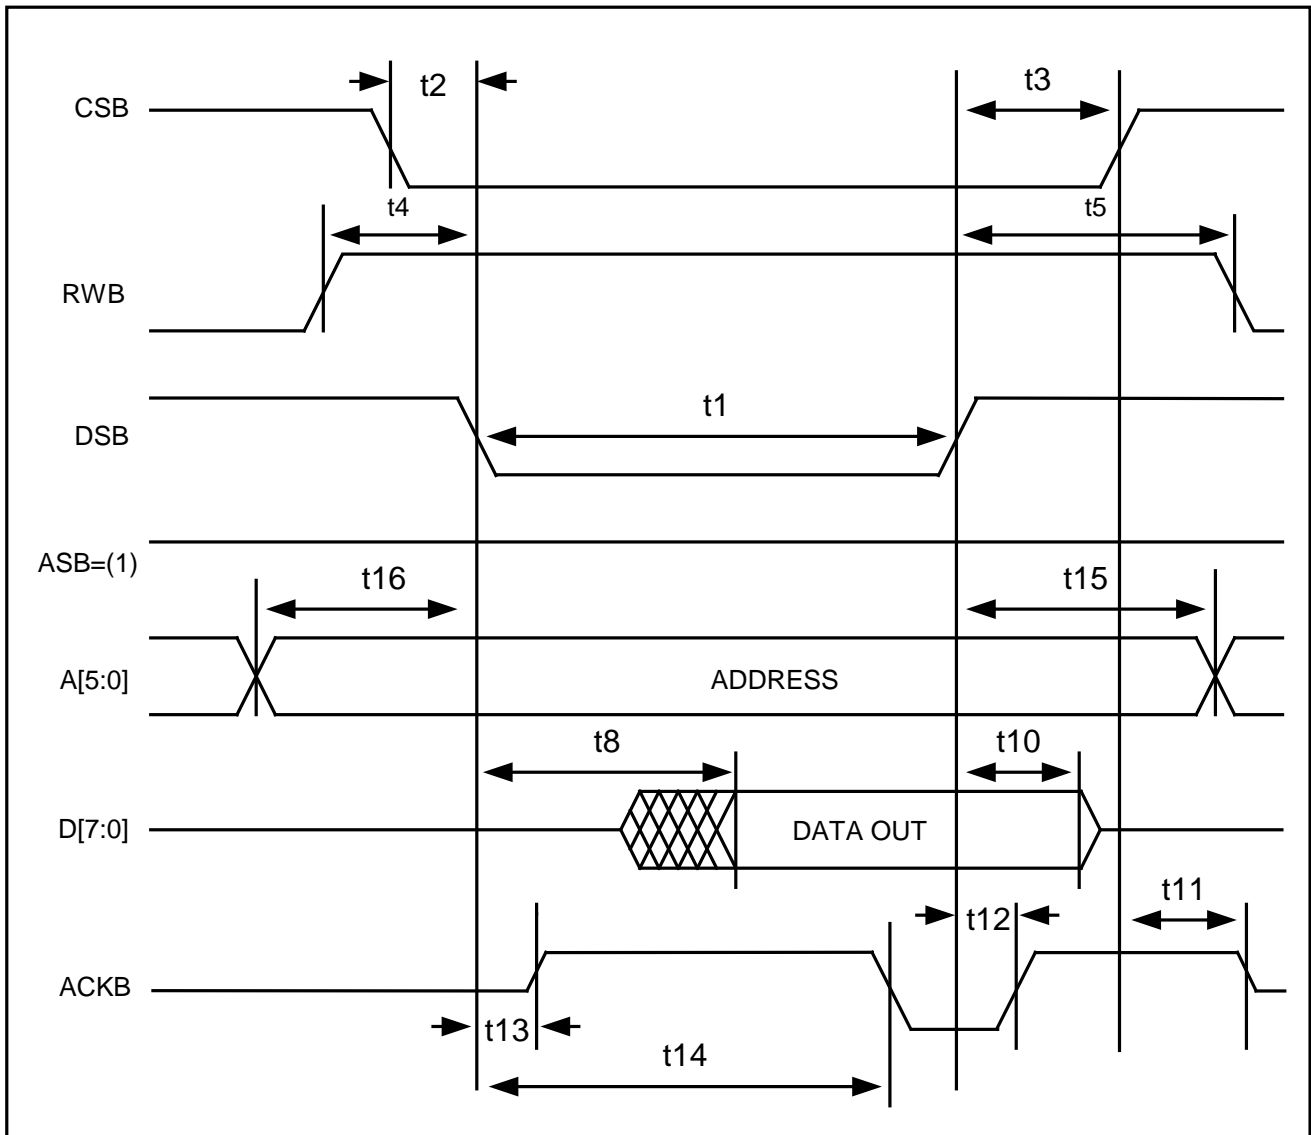 t2
t3
CSB
t4
t5
RWB
t1
DSB
ASB=(1)
t16
t15
A[5:0]
ADDRESS
t8
t10
D[7:0]
DATA OUT
t11
t12
ACKB
t13
t14